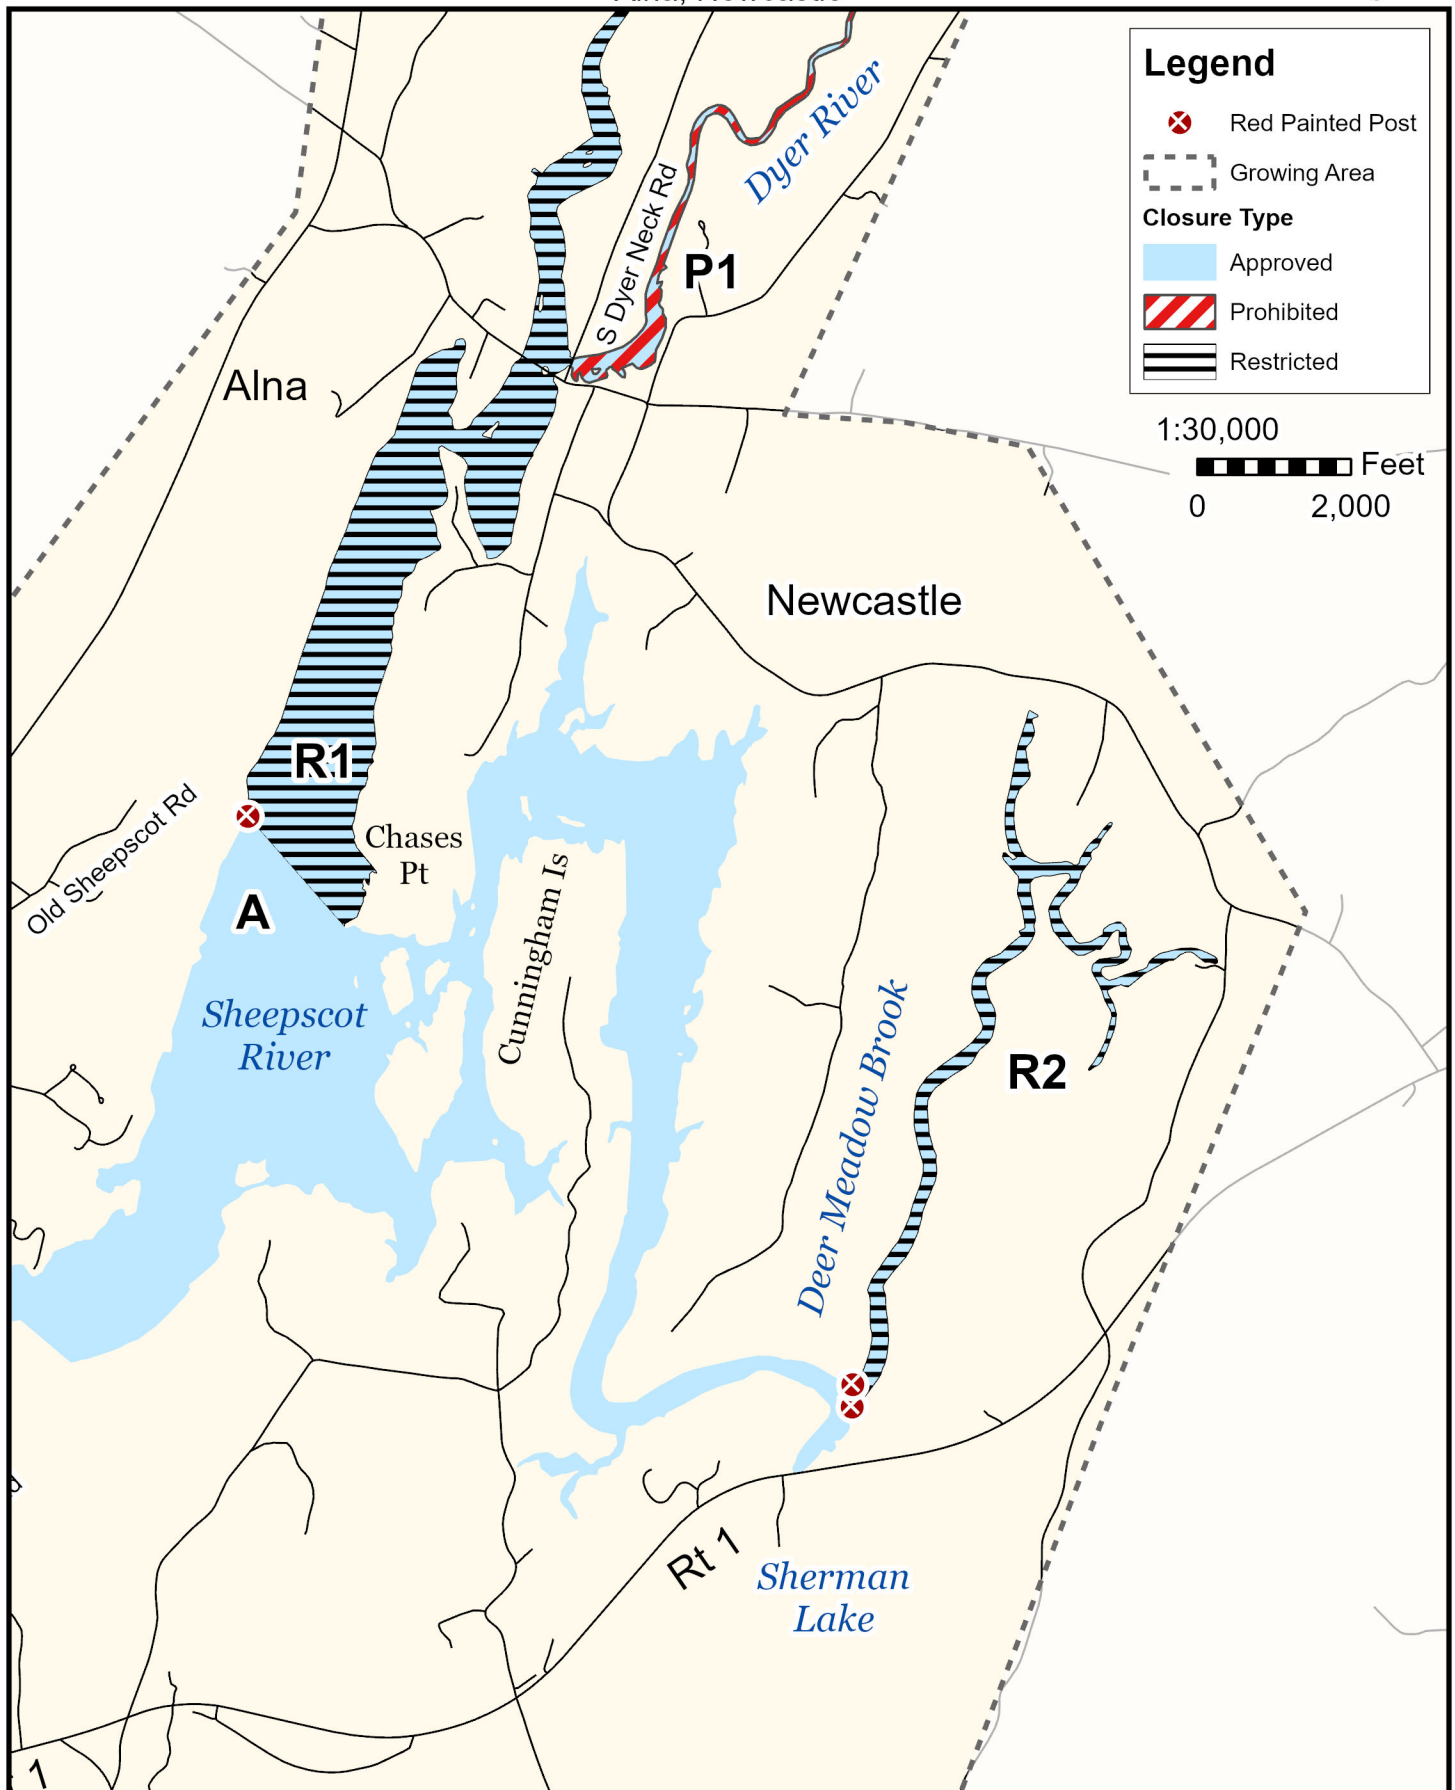 Legend
Red Painted Post
Growing Area
Closure Type
Approved
Prohibited
Restricted
1:30,000
Feet
0 2,000
Dyer River
S Dyer Neck Rd
P1
Alna
Newcastle
R1
Old Sheepscot Rd
Chases
Pt
A
Cunningham Is
Sheepscot
River
Deer Meadow Brook
R2
Rt 1
Sherman
Lake
1